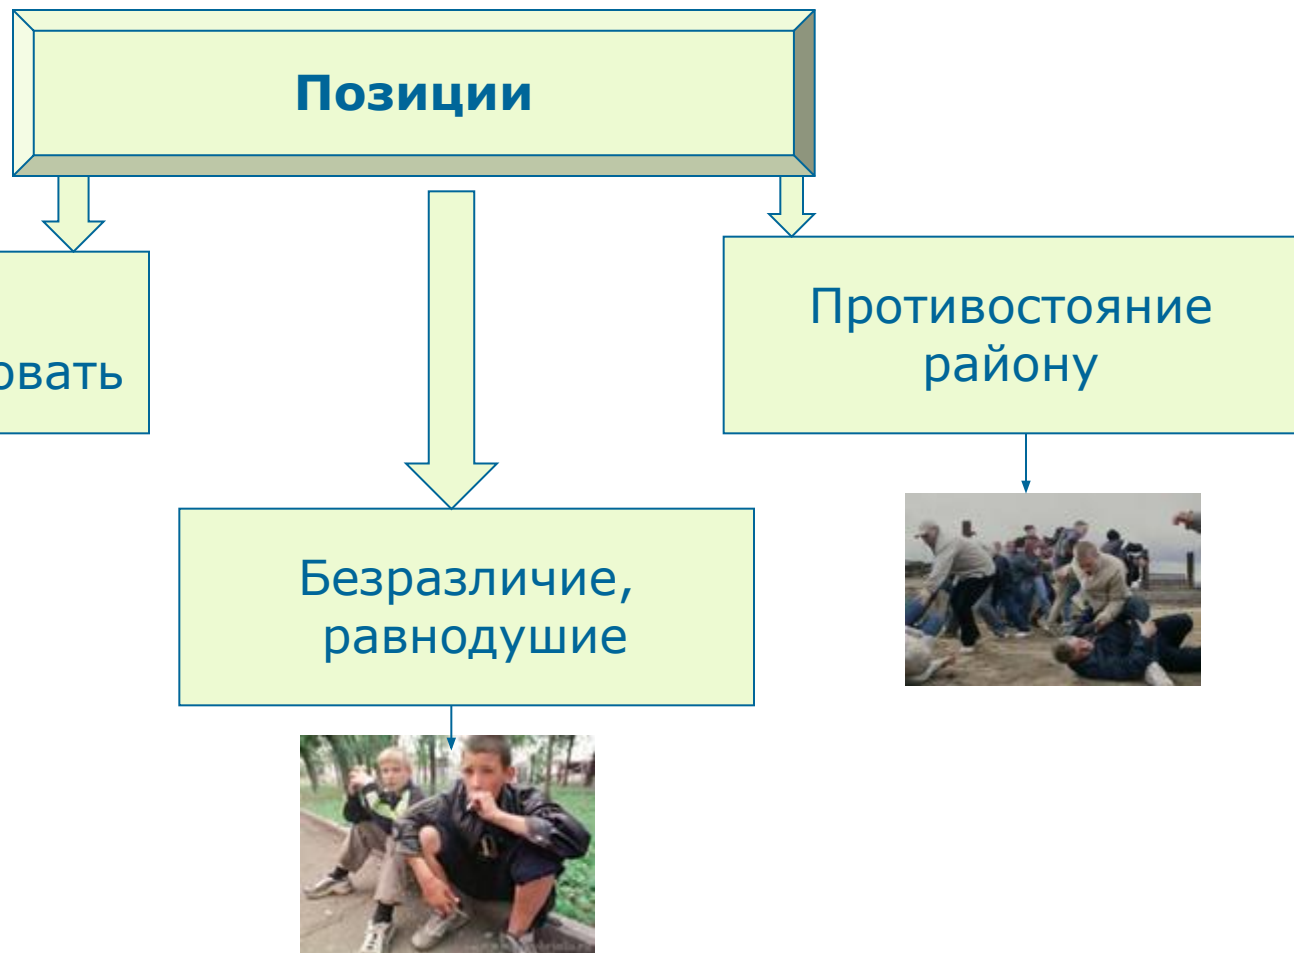 Позиции
овать
Противостояние
району
Безразличие,
равнодушие